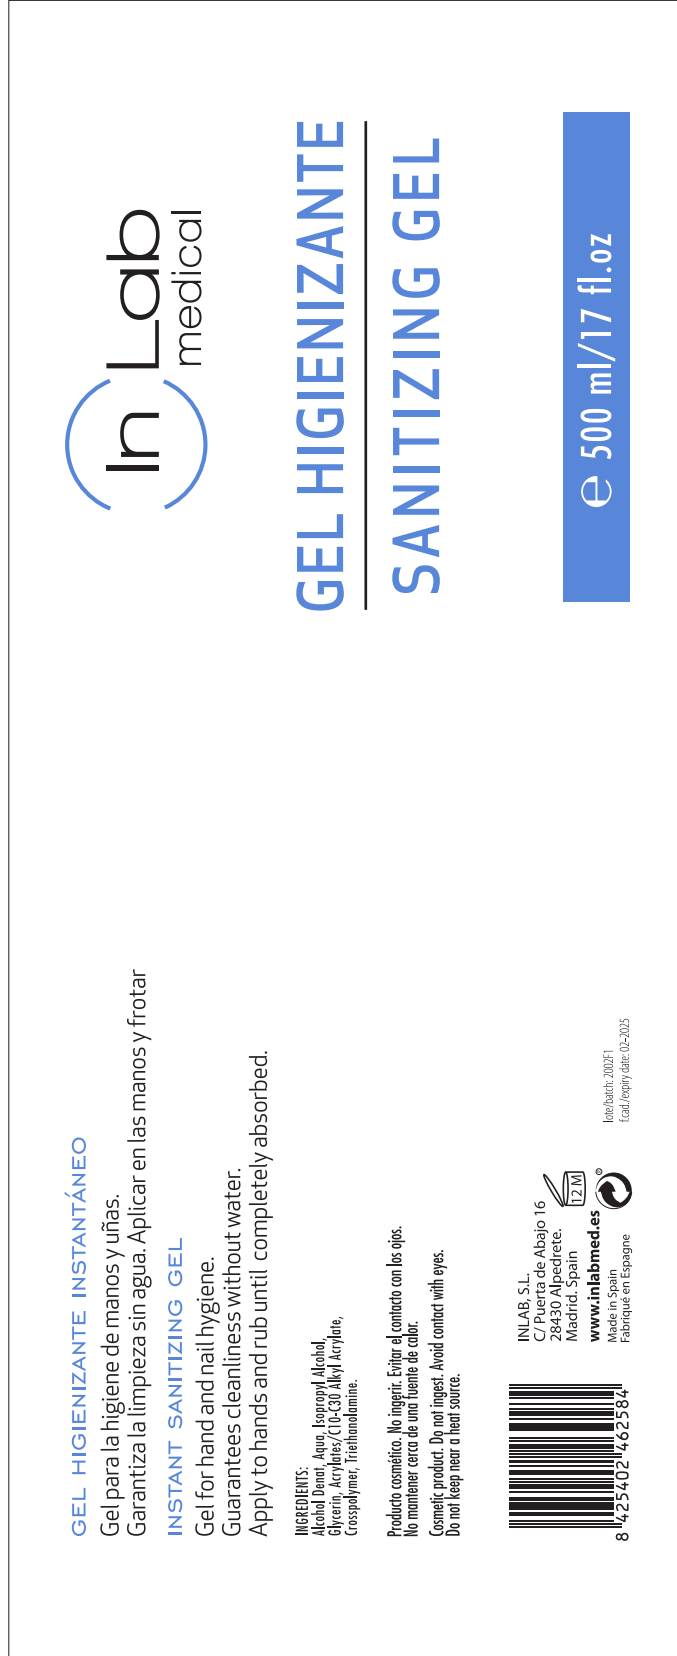 GEL HIGIENIZANTE INSTANTÁNEO
Gel para la higiene de manos y uñas.
Garantiza la limpieza sin agua. Aplicar en las manos y frotar
INSTANT SANITIZING GEL
Gel for hand and nail hygiene.
Guarantees cleanliness without water.
Apply to hands and rub until completely absorbed.
INGREDIENTS:
Alcohol Denat, Aqua, Isopropyl Alcohol,
Glycerin, Acrylates/C10-C30 Alkyl Acrylate,
Crosspolymer, Triethanolamine.
Producto cosmético. No ingerir. Evitar el contacto con los ojos.
No mantener cerca de una fuente de calor.
Cosmetic product. Do not ingest. Avoid contact with eyes.
Do not keep near a heat source.
8 425402 462584
INLAB, S.L.
C/ Puerta de Abajo 16
28430 Alpedrete.
Madrid. Spain
www.inlabmed.es
Made in Spain
Fabriqué en Espagne
12 M
®
lote/batch: 2002F1
f.cad./expiry date: 02-2025
In Lab
medical
GEL HIGIENIZANTE
SANITIZING GEL
℮ 500 ml/17 fl.oz